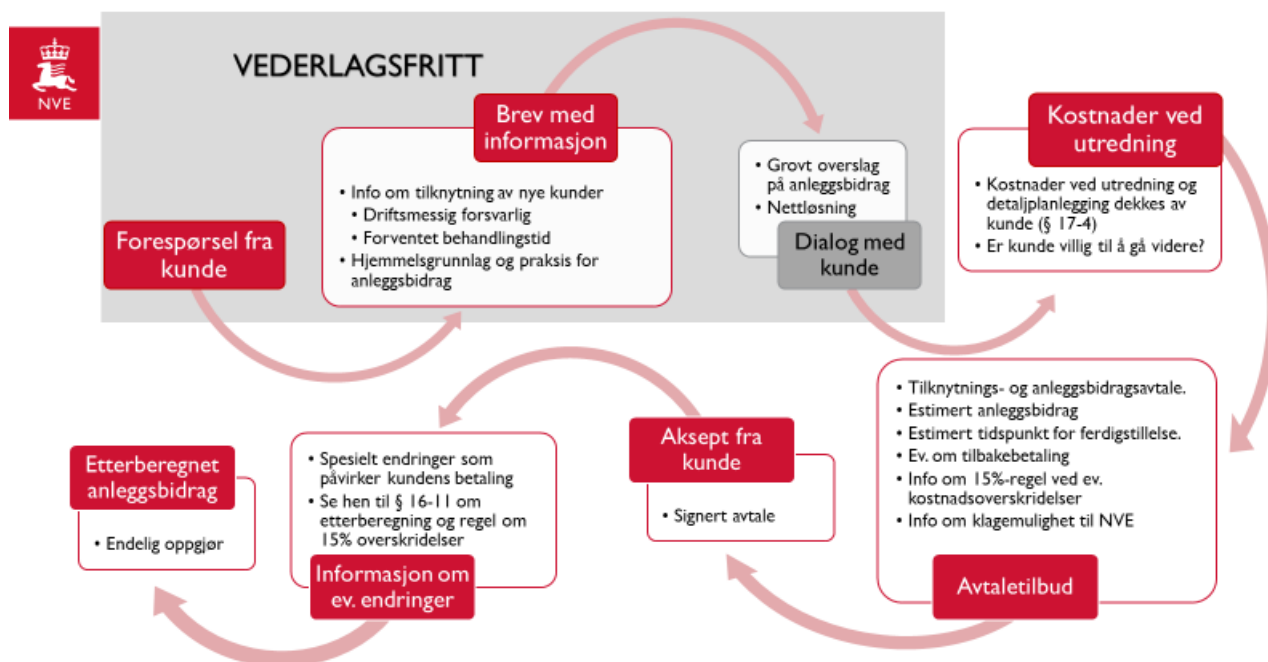 NVE
VEDERLAGSFRITT
Forespørsel fra
kunde
Brev med
informasjon
• Info om tilknytning av nye kunder
• Driftsmessig forsvarlig
• Forventet behandlingstid
• Hjemmelsgrunnlag og praksis for
anleggsbidrag
• Grovt overslag
på anleggsbidrag
• Nettløsning
Dialog med
kunde
Kostnader ved
utredning
• Kostnader ved utredning og
detaljplanlegging dekkes av
kunde (§ 17-4)
• Er kunde villig til å gå videre?
• Tilknytnings- og anleggsbidragsavtale.
• Estimert anleggsbidrag
• Estimert tidspunkt for ferdigstillelse.
• Ev. om tilbakebetaling
• Info om 15%-regel ved ev.
kostnadsoverskridelser
• Info om klagemulighet til NVE
Avtaletilbud
Aksept fra
kunde
• Signert avtale
• Spesielt endringer som
påvirker kundens betaling
• Se hen til § 16-11 om
etterberegning og regel om
15% overskridelser
Informasjon om
ev. endringer
Etterberegnet
anleggsbidrag
• Endelig oppgjør